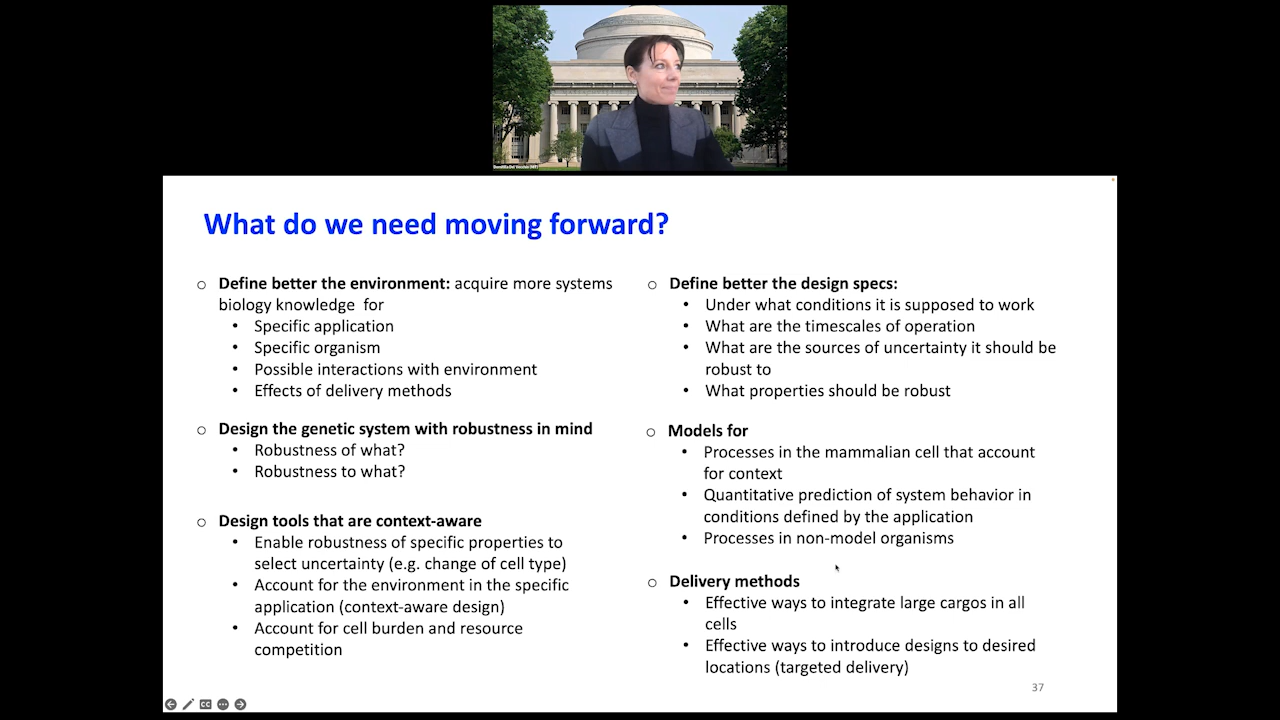 Domitilla Del Vecchio (MIT)
What do we need moving forward?
○ Define better the environment: acquire more systems
biology knowledge for
• Specific application
• Specific organism
• Possible interactions with environment
• Effects of delivery methods
○ Design the genetic system with robustness in mind
• Robustness of what?
• Robustness to what?
○ Design tools that are context-aware
• Enable robustness of specific properties to
select uncertainty (e.g. change of cell type)
• Account for the environment in the specific
application (context-aware design)
• Account for cell burden and resource
competition
○ Define better the design specs:
• Under what conditions it is supposed to work
• What are the timescales of operation
• What are the sources of uncertainty it should be
robust to
• What properties should be robust
○ Models for
• Processes in the mammalian cell that account
for context
• Quantitative prediction of system behavior in
conditions defined by the application
• Processes in non-model organisms
○ Delivery methods
• Effective ways to integrate large cargos in all
cells
• Effective ways to introduce designs to desired
locations (targeted delivery)
37
CC